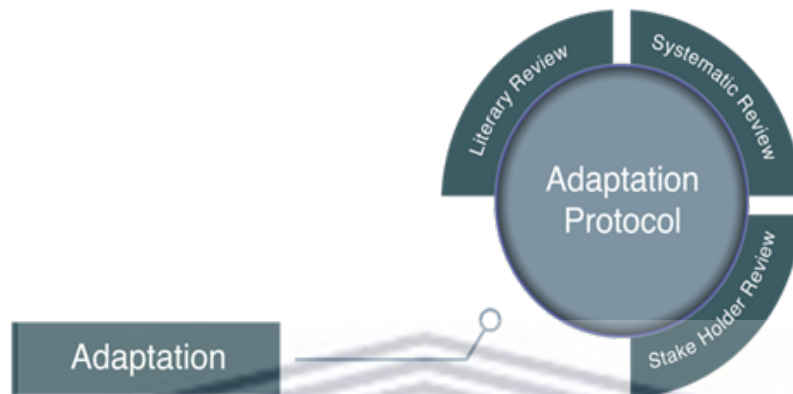 Literary Review
Systematic Review
Adaptation
Protocol
Stake Holder Review
Adaptation